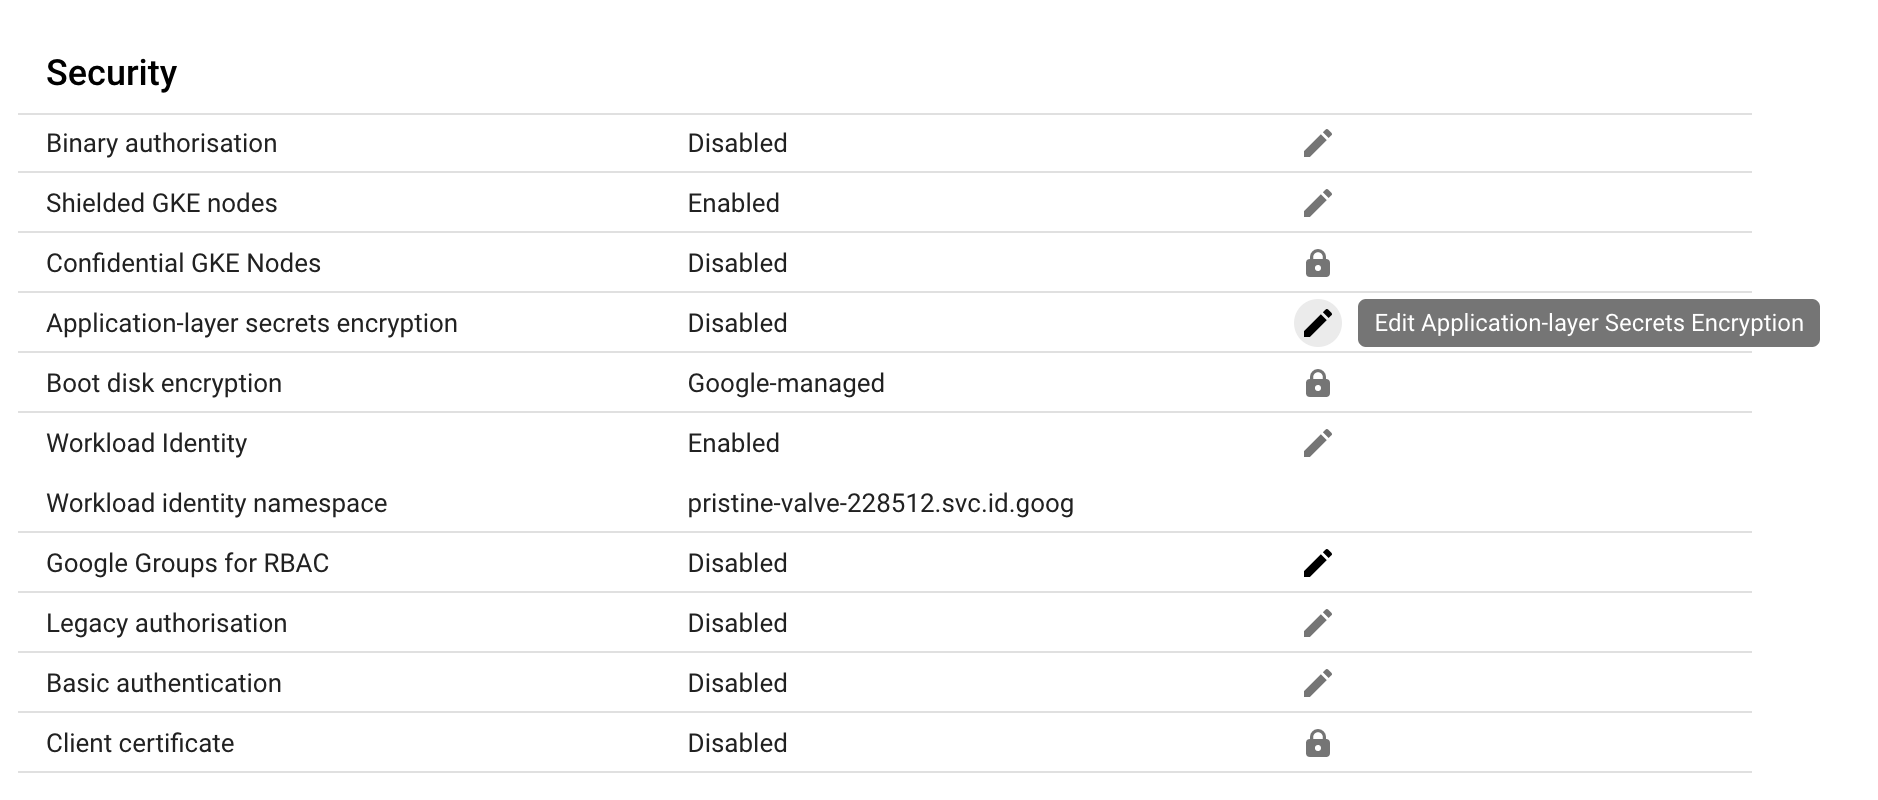 Security
Binary authorisation Disabled
Shielded GKE nodes Enabled
Confidential GKE Nodes Disabled
Application-layer secrets encryption Disabled Edit Application-layer Secrets Encryption
Boot disk encryption Google-managed
Workload Identity Enabled
Workload identity namespace pristine-valve-228512.svc.id.goog
Google Groups for RBAC Disabled
Legacy authorisation Disabled
Basic authentication Disabled
Client certificate Disabled